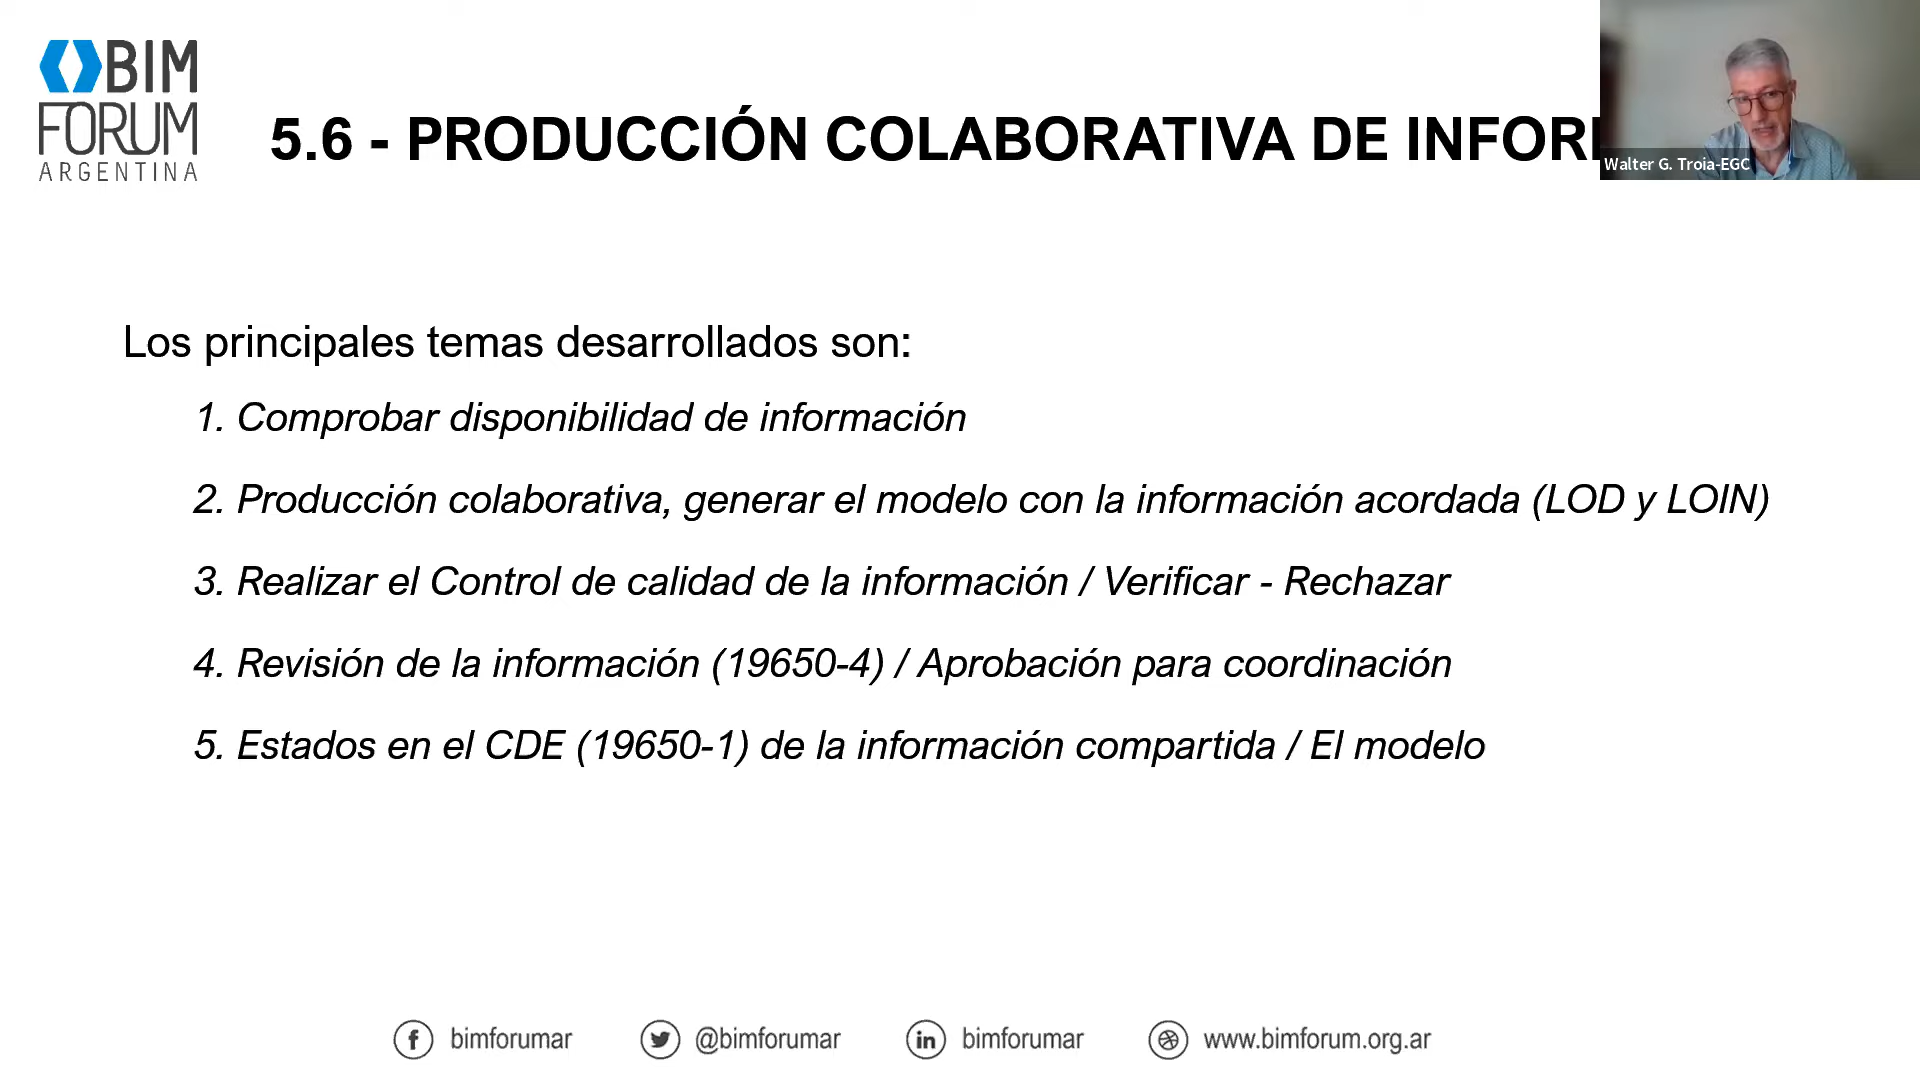 BIM
FORUM
ARGENTINA
5.6 - PRODUCCIÓN COLABORATIVA DE INFOR
Walter G. Troia-EGC
Los principales temas desarrollados son:
1. Comprobar disponibilidad de información
2. Producción colaborativa, generar el modelo con la información acordada (LOD y LOIN)
3. Realizar el Control de calidad de la información / Verificar - Rechazar
4. Revisión de la información (19650-4) / Aprobación para coordinación
5. Estados en el CDE (19650-1) de la información compartida / El modelo
bimforumar @bimforumar bimforumar www.bimforum.org.ar